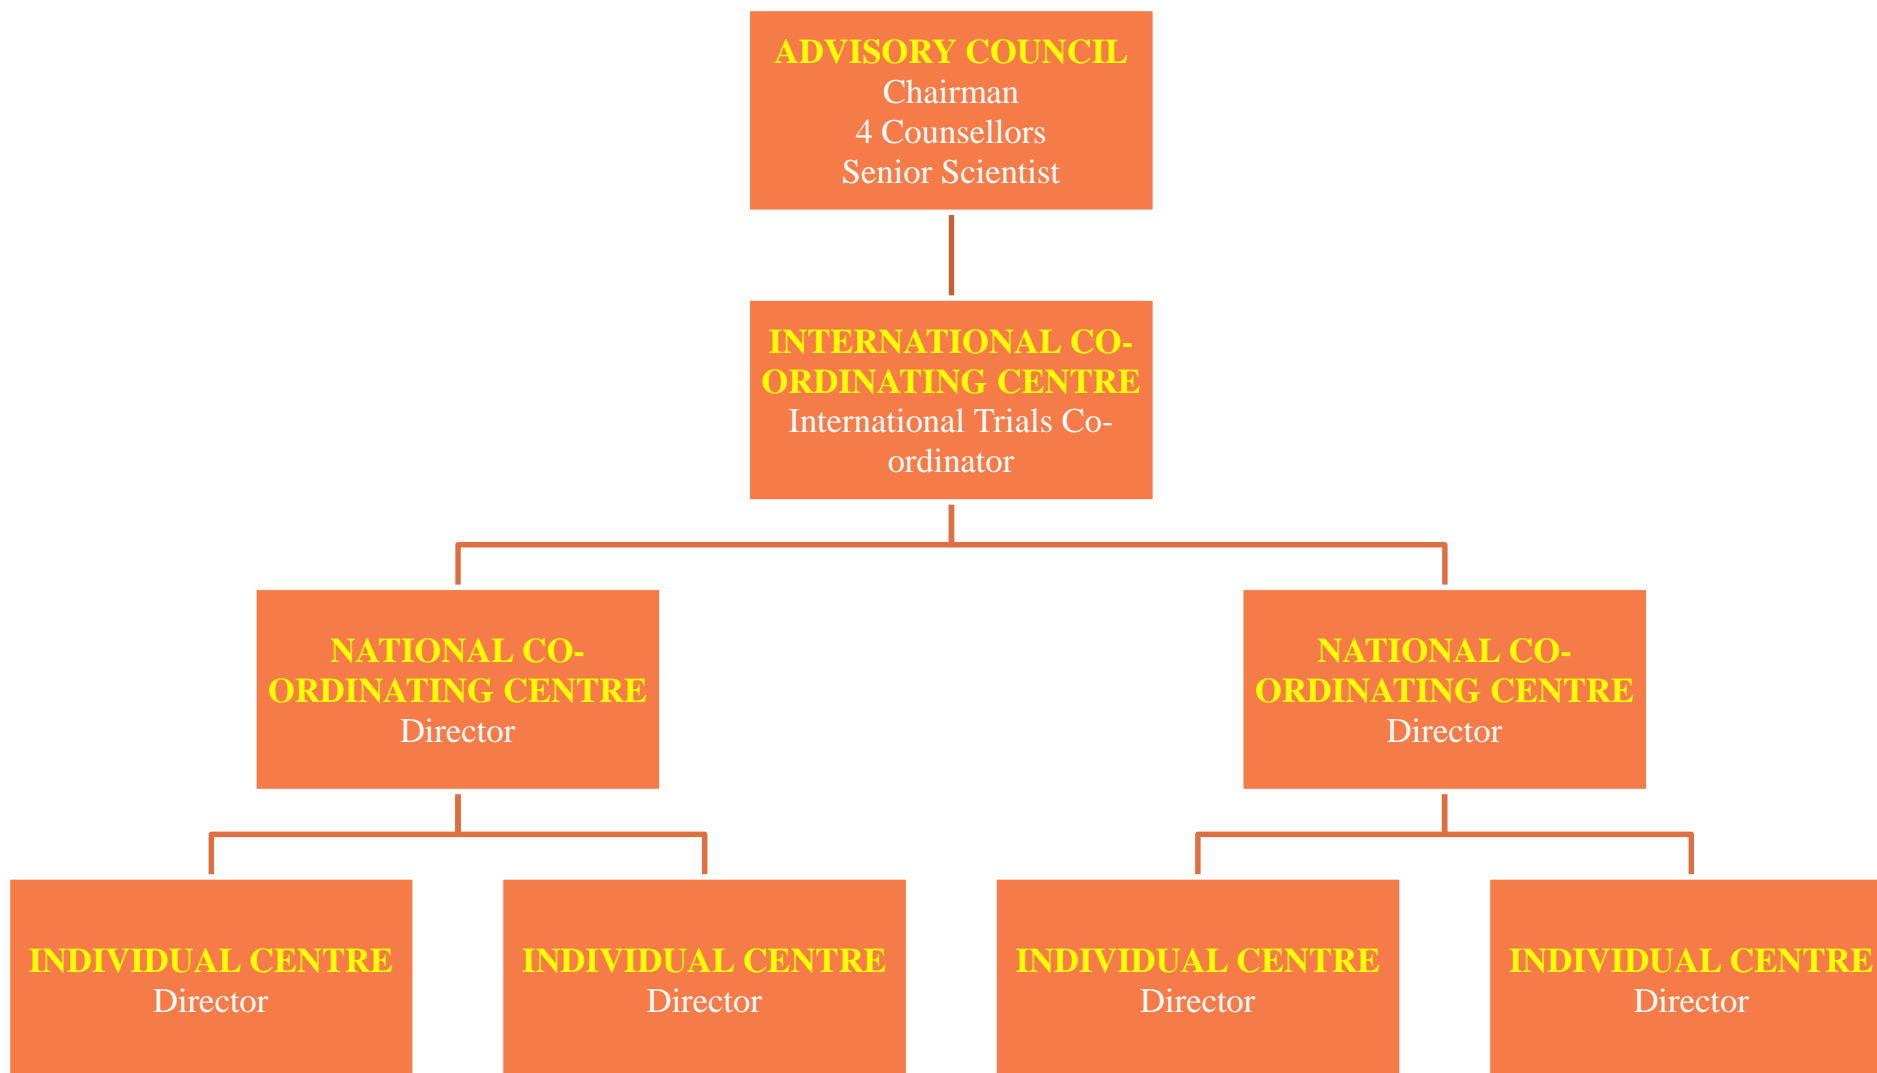 ADVISORY COUNCIL
Chairman
4 Counsellors
Senior Scientist
INTERNATIONAL CO-
ORDINATING CENTRE
International Trials Co-
ordinator
NATIONAL CO-
ORDINATING CENTRE
Director
NATIONAL CO-
ORDINATING CENTRE
Director
INDIVIDUAL CENTRE
Director
INDIVIDUAL CENTRE
Director
INDIVIDUAL CENTRE
Director
INDIVIDUAL CENTRE
Director